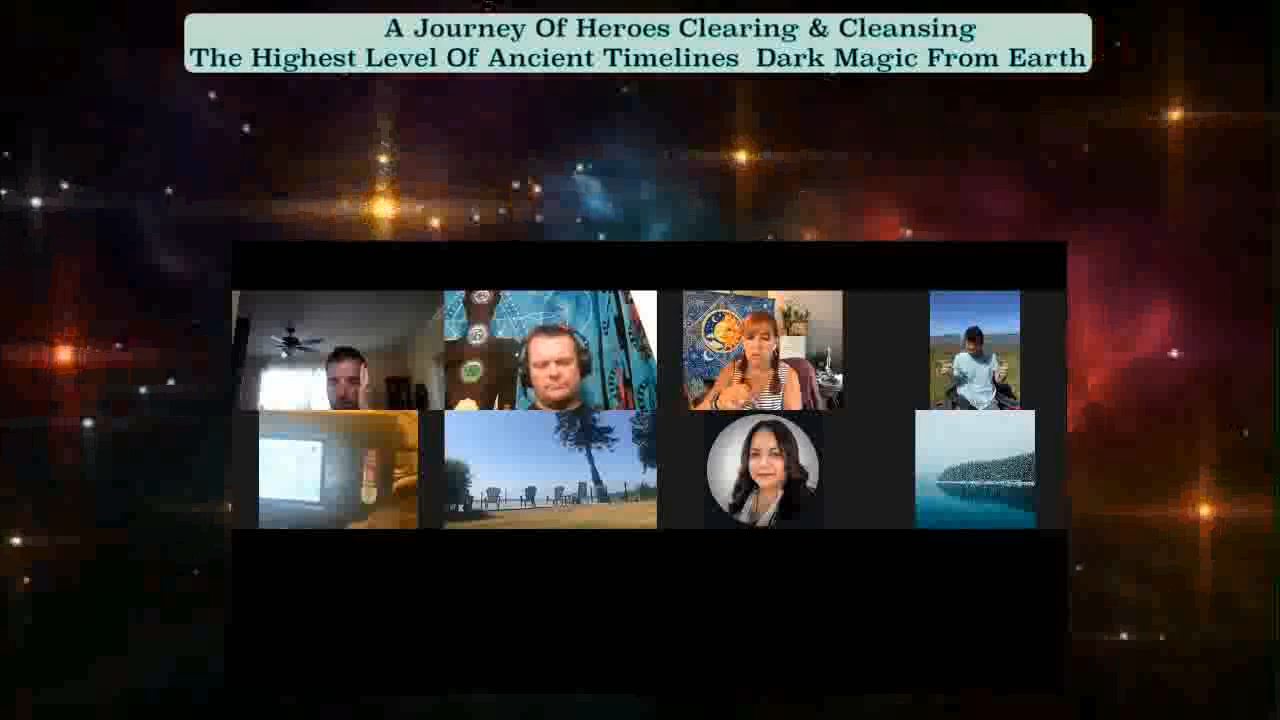 A Journey Of Heroes Clearing & Cleansing
The Highest Level Of Ancient Timelines Dark Magic From Earth